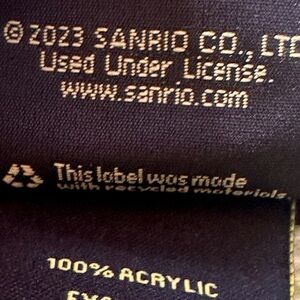 © 2023 SANRIO CO., LTD
Used Under License.
www.sanrio.com
This label was made
with recycled materials
100% ACRYLIC